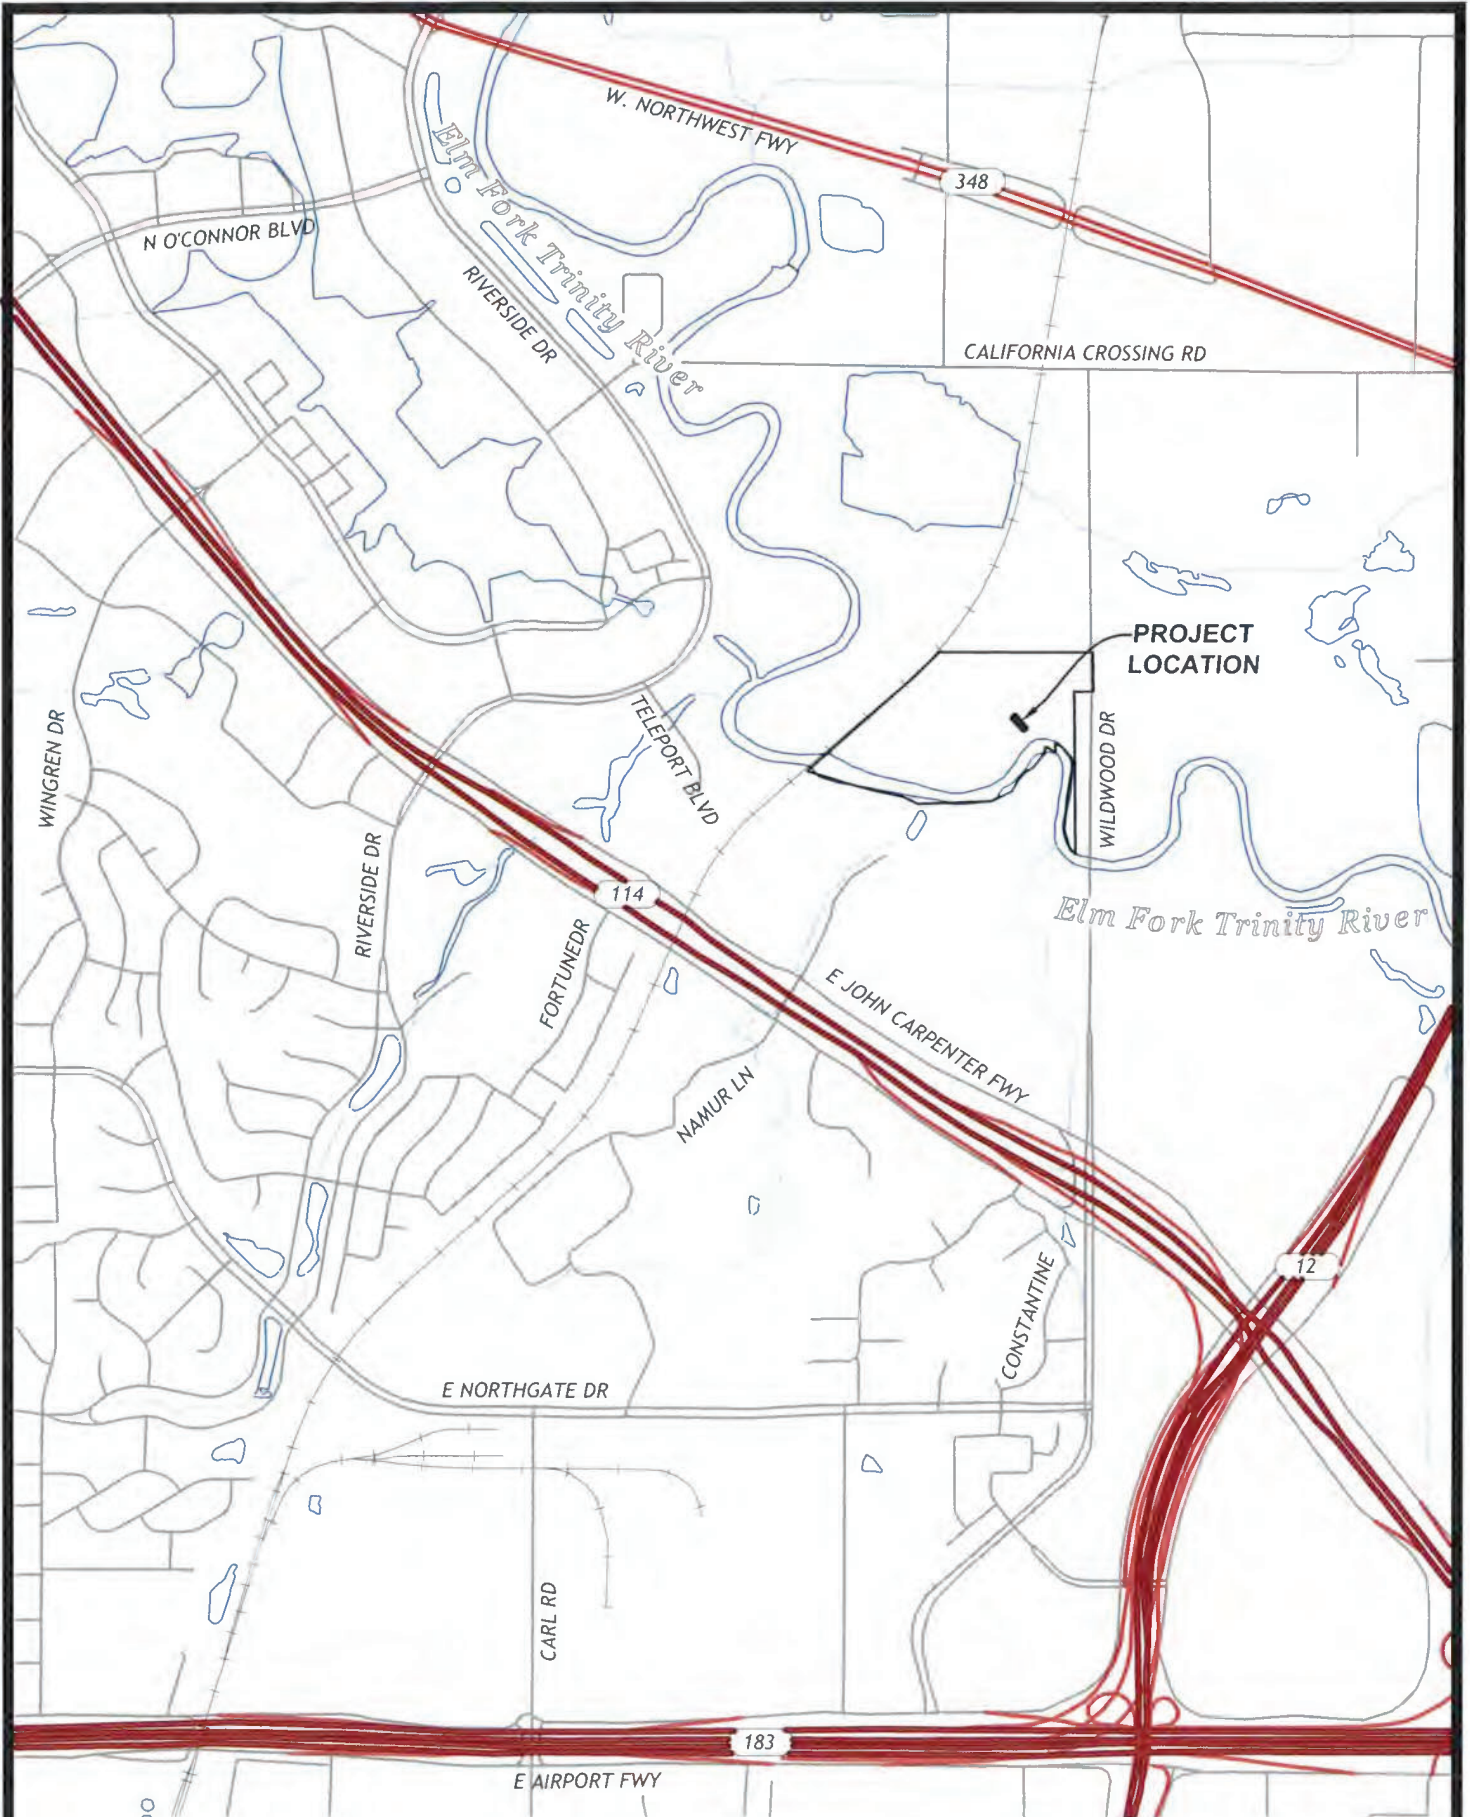 W. NORTHWEST FWY
348
Elm Fork Trinity River
N O'CONNOR BLVD
RIVERSIDE DR
CALIFORNIA CROSSING RD
PROJECT
LOCATION
TELEPORT BLVD
WINGREN DR
WILDWOOD DR
RIVERSIDE DR
114
FORTUNEDR
Elm Fork Trinity River
E JOHN CARPENTER FWY
NAMUR LN
12
CONSTANTINE
E NORTHGATE DR
CARL RD
183
E AIRPORT FWY